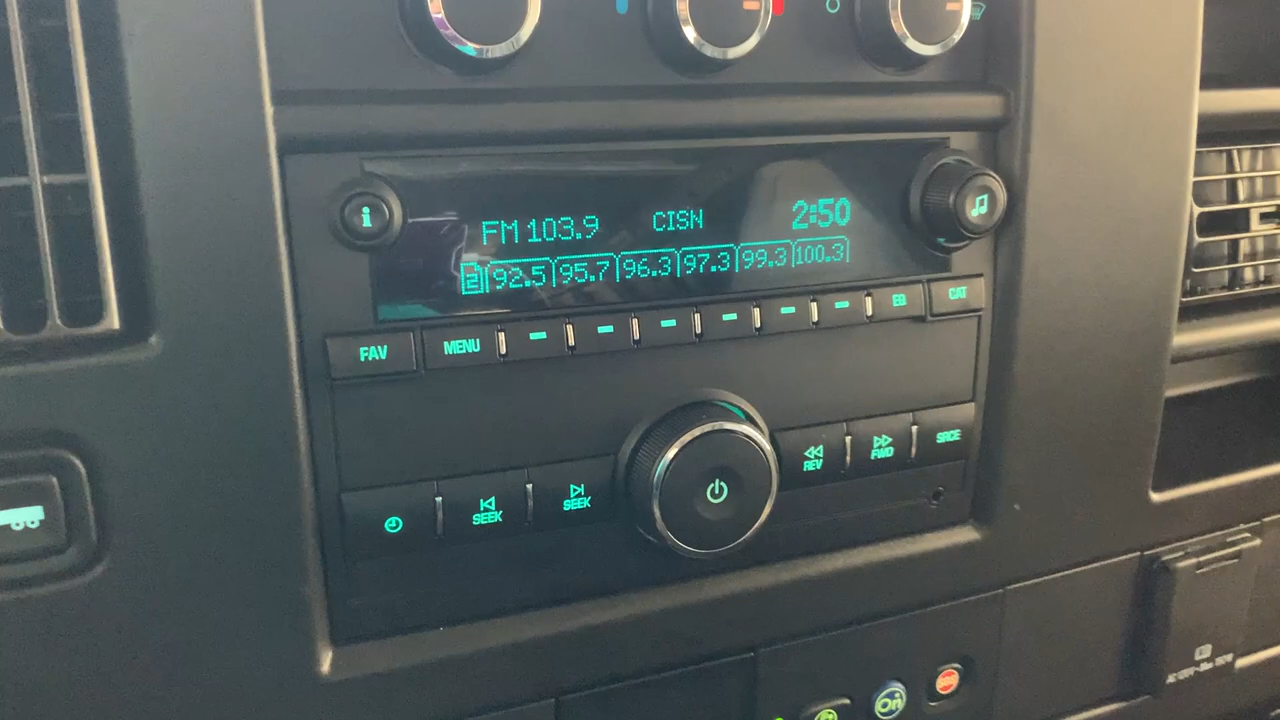 FM 103.9 CISN 2:50
2 92.5 95.7 96.3 97.3 99.3 100.3
FAV MENU EQ CAT
SEEK SEEK REV FWD SRCE
On
SOS